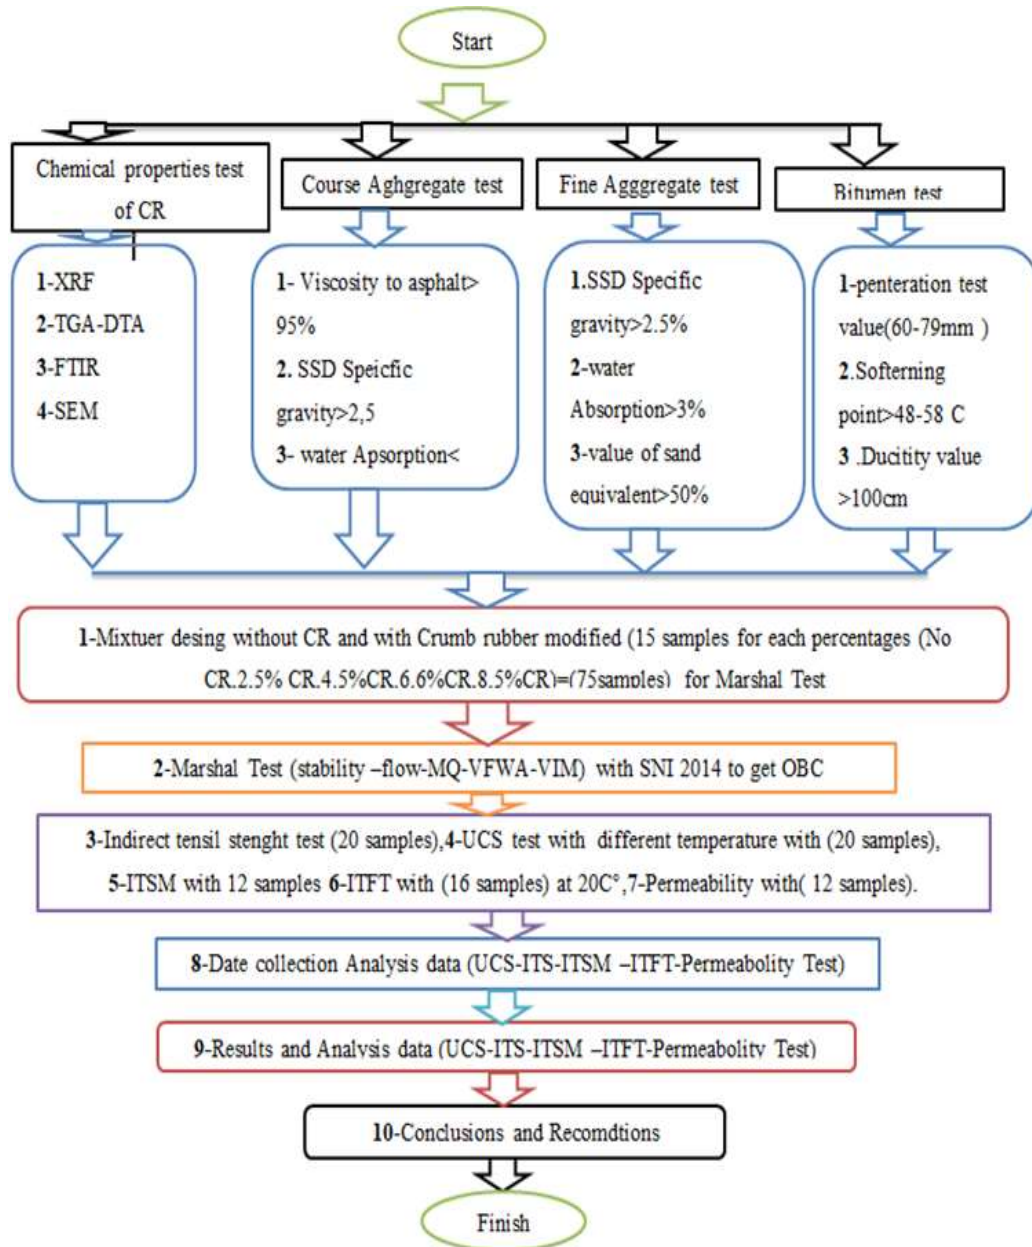 Start
Chemical properties test
of CR
Course Aghgregate test
Fine Agggregate test
Bitumen test
1-XRF
2-TGA-DTA
3-FTIR
4-SEM
1- Viscosity to asphalt>
95%
2. SSD Speicfic
gravity>2,5
3- water Apsorption<
1.SSD Specific
gravity>2.5%
2-water
Absorption>3%
3-value of sand
equivalent>50%
1-penteration test
value(60-79mm )
2.Softerning
point>48-58 C
3 .Ductity value
>100cm
1-Mixtuer desing without CR and with Crumb rubber modified (15 samples for each percentages (No
CR.2.5% CR.4.5%CR.6.6%CR.8.5%CR)=(75samples) for Marshal Test
2-Marshal Test (stability –flow-MQ-VFWA-VIM) with SNI 2014 to get OBC
3-Indirect tensil stenght test (20 samples),4-UCS test with different temperature with (20 samples),
5-ITSM with 12 samples 6-ITFT with (16 samples) at 20C°,7-Permeability with( 12 samples).
8-Date collection Analysis data (UCS-ITS-ITSM –ITFT-Permeabolity Test)
9-Results and Analysis data (UCS-ITS-ITSM –ITFT-Permeabolity Test)
10-Conclusions and Recomdtions
Finish